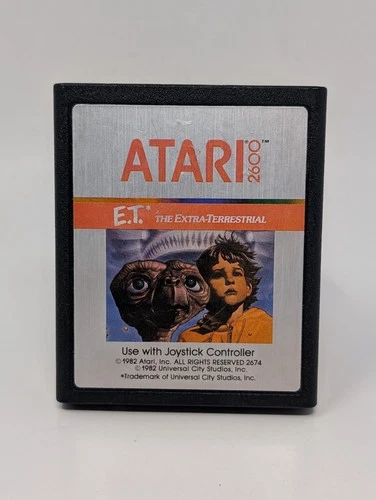 ATARI® 2600™
E.T.* THE EXTRA-TERRESTRIAL
Use with Joystick Controller
©1982 Atari, Inc. ALL RIGHTS RESERVED 2674
©1982 Universal City Studios, Inc.
*Trademark of Universal City Studios, Inc.